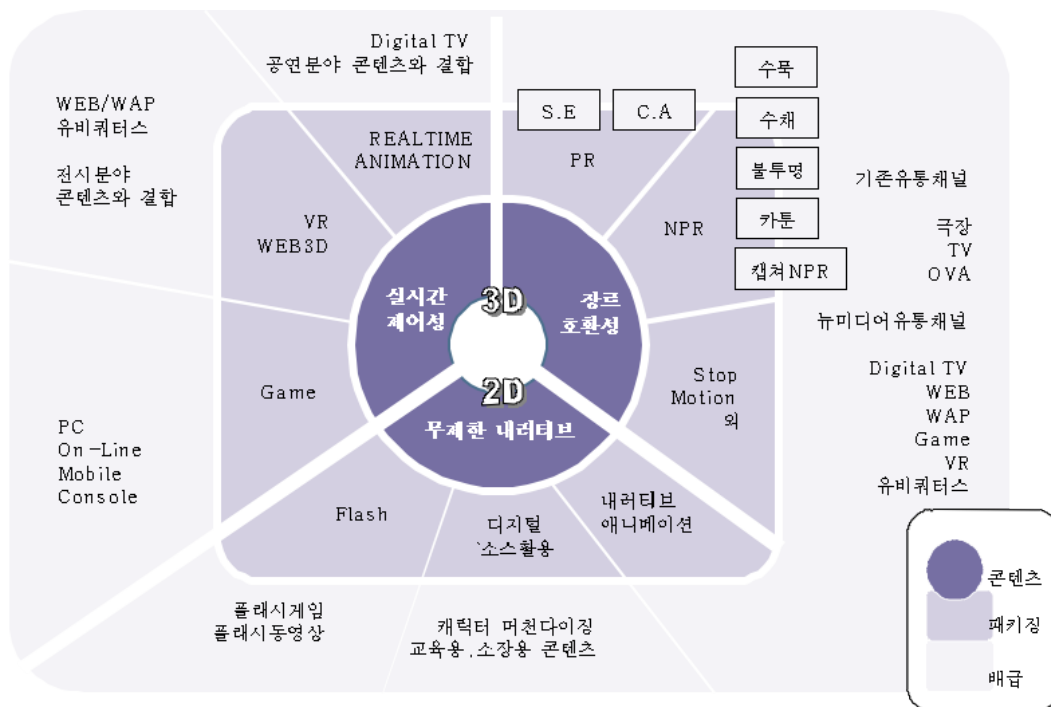 Digital TV
공연분야 콘텐츠와 결합
WEB/WAP
유비쿼터스
전시분야
콘텐츠와 결합
REALTIME
ANIMATION
VR
WEB3D
S.E
C.A
PR
NPR
수묵
수채
불투명
카툰
캡쳐NPR
기존유통채널
극장
TV
OVA
뉴미디어유통채널
Digital TV
WEB
WAP
Game
VR
유비쿼터스
실시간
제어성
3D
장르
호환성
2D
무제한 내러티브
Game
Stop
Motion
외
PC
On-Line
Mobile
Console
Flash
디지털
소스활용
내러티브
애니메이션
플래시게임
플래시동영상
캐릭터 머천다이징
교육용.소장용 콘텐츠
콘텐츠
패키징
배급